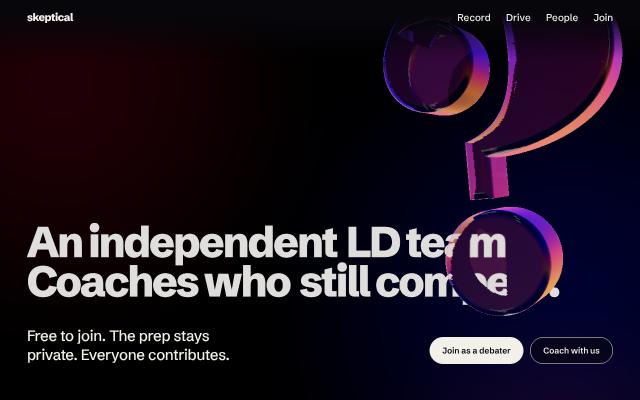 skeptical
Record Drive People Join
An independent LD team
Coaches who still compete.
Free to join. The prep stays
private. Everyone contributes.
Join as a debater Coach with us